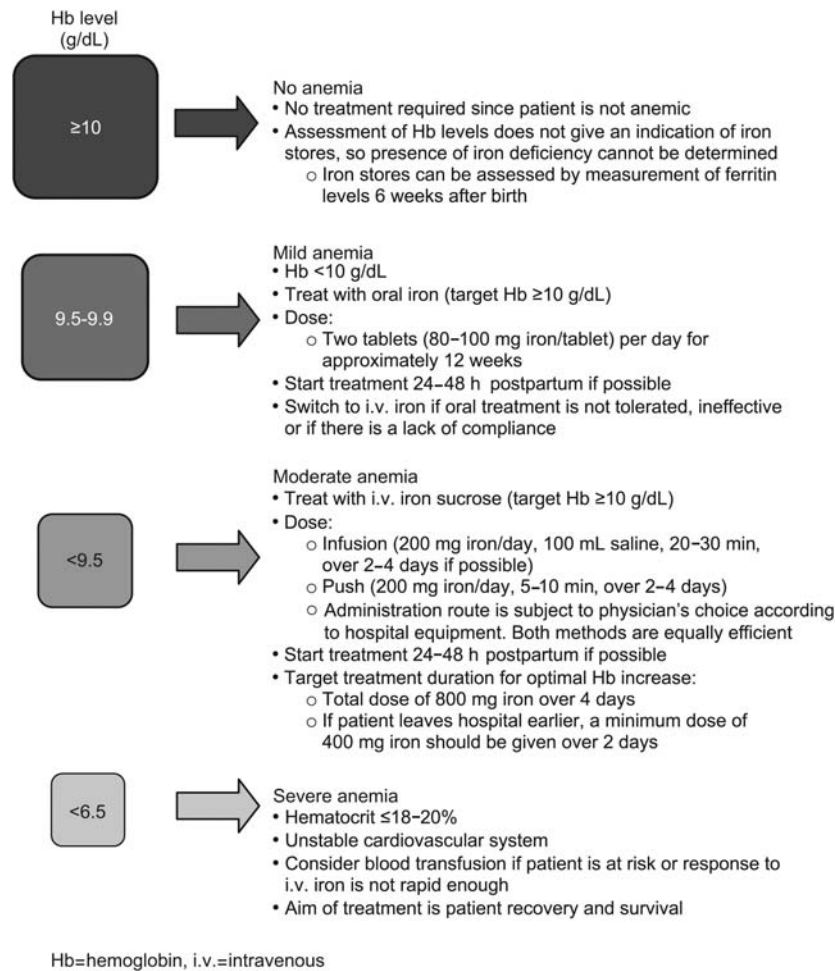 Hb level
(g/dL)
≥10
No anemia
• No treatment required since patient is not anemic
• Assessment of Hb levels does not give an indication of iron
stores, so presence of iron deficiency cannot be determined
○ Iron stores can be assessed by measurement of ferritin
levels 6 weeks after birth
9.5-9.9
Mild anemia
• Hb <10 g/dL
• Treat with oral iron (target Hb ≥10 g/dL)
• Dose:
○ Two tablets (80–100 mg iron/tablet) per day for
approximately 12 weeks
• Start treatment 24–48 h postpartum if possible
• Switch to i.v. iron if oral treatment is not tolerated, ineffective
or if there is a lack of compliance
<9.5
Moderate anemia
• Treat with i.v. iron sucrose (target Hb ≥10 g/dL)
• Dose:
○ Infusion (200 mg iron/day, 100 mL saline, 20–30 min,
over 2–4 days if possible)
○ Push (200 mg iron/day, 5–10 min, over 2–4 days)
○ Administration route is subject to physician's choice according
to hospital equipment. Both methods are equally efficient
• Start treatment 24–48 h postpartum if possible
• Target treatment duration for optimal Hb increase:
○ Total dose of 800 mg iron over 4 days
○ If patient leaves hospital earlier, a minimum dose of
400 mg iron should be given over 2 days
<6.5
Severe anemia
• Hematocrit ≤18–20%
• Unstable cardiovascular system
• Consider blood transfusion if patient is at risk or response to
i.v. iron is not rapid enough
• Aim of treatment is patient recovery and survival
Hb=hemoglobin, i.v.=intravenous